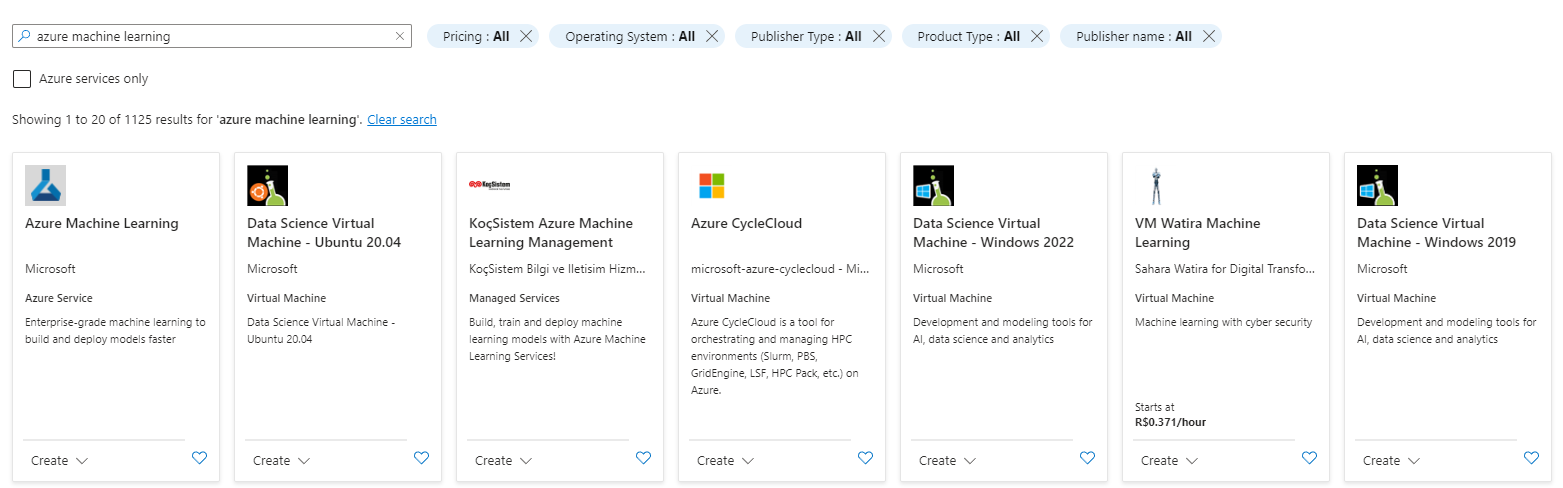 azure machine learning
Pricing : All
Operating System : All
Publisher Type : All
Product Type : All
Publisher name : All
Azure services only
Showing 1 to 20 of 1125 results for 'azure machine learning'. Clear search
Azure Machine Learning
Microsoft
Azure Service
Enterprise-grade machine learning to
build and deploy models faster
Create
Data Science Virtual
Machine - Ubuntu 20.04
Microsoft
Virtual Machine
Data Science Virtual Machine -
Ubuntu 20.04
Create
KoçSistem
KoçSistem Azure Machine
Learning Management
KoçSistem Bilgi ve Iletisim Hizm...
Managed Services
Build, train and deploy machine
learning models with Azure Machine
Learning Services!
Create
Azure CycleCloud
microsoft-azure-cyclecloud - Mi...
Virtual Machine
Azure CycleCloud is a tool for
orchestrating and managing HPC
environments (Slurm, PBS,
GridEngine, LSF, HPC Pack, etc.) on
Azure.
Create
Data Science Virtual
Machine - Windows 2022
Microsoft
Virtual Machine
Development and modeling tools for
AI, data science and analytics
Create
VM Watira Machine
Learning
Sahara Watira for Digital Transfo...
Virtual Machine
Machine learning with cyber security
Starts at
R$0.371/hour
Create
Data Science Virtual
Machine - Windows 2019
Microsoft
Virtual Machine
Development and modeling tools for
AI, data science and analytics
Create